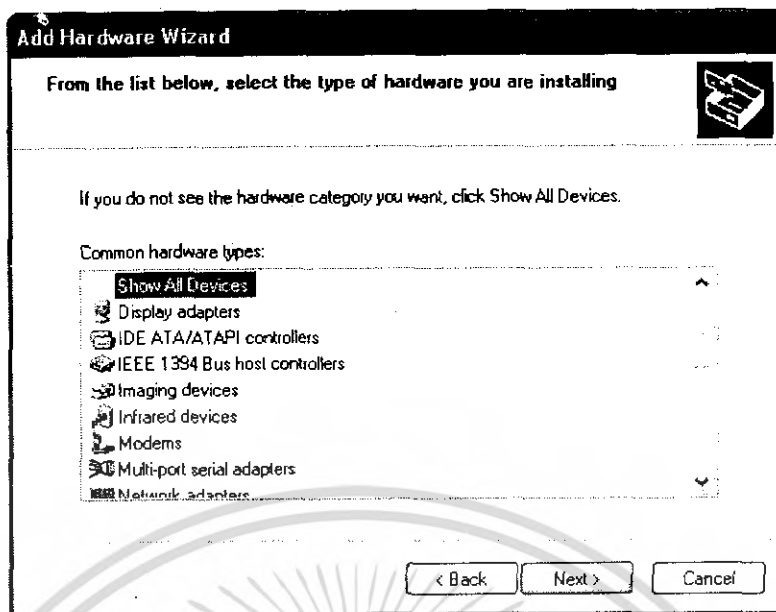 Add Hardware Wizard
From the list below, select the type of hardware you are installing
If you do not see the hardware category you want, click Show All Devices.
Common hardware types:
Show All Devices
Display adapters
IDE ATA/ATAPI controllers
IEEE 1394 Bus host controllers
Imaging devices
Infrared devices
Modems
Multi-port serial adapters
Network adapters
< Back Next > Cancel